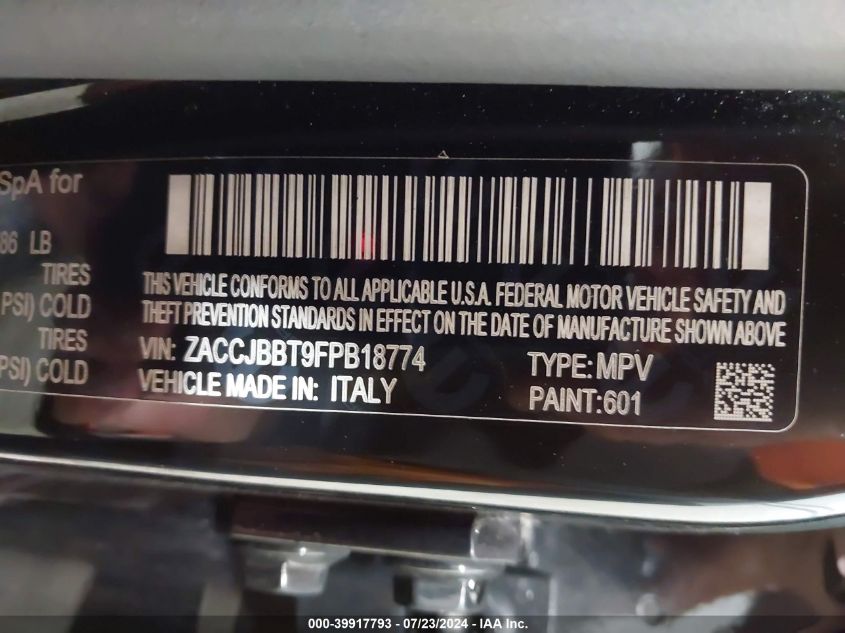 SpA for
86 LB
TIRES
PSI) COLD
TIRES
PSI) COLD
THIS VEHICLE CONFORMS TO ALL APPLICABLE U.S.A. FEDERAL MOTOR VEHICLE SAFETY AND
THEFT PREVENTION STANDARDS IN EFFECT ON THE DATE OF MANUFACTURE SHOWN ABOVE
VIN: ZACCJBBT9FPB18774
TYPE: MPV
VEHICLE MADE IN: ITALY
PAINT:601
000-39917793 - 07/23/2024 - IAA Inc.